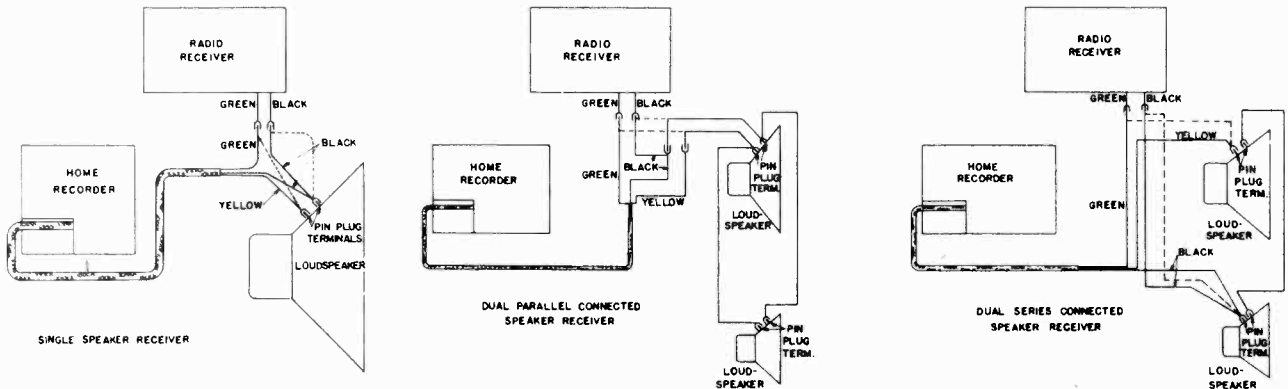 RADIO
RECEIVER
GREEN
BLACK
GREEN
BLACK
HOME
RECORDER
YELLOW
PIN PLUG
TERMINALS
LOUDSPEAKER
SINGLE SPEAKER RECEIVER
RADIO
RECEIVER
GREEN
BLACK
HOME
RECORDER
BLACK
GREEN
YELLOW
PIN
PLUG
TERM.
LOUD-
SPEAKER
DUAL PARALLEL CONNECTED
SPEAKER RECEIVER
PIN
PLUG
TERM.
LOUD-
SPEAKER
RADIO
RECEIVER
GREEN
BLACK
YELLOW
HOME
RECORDER
PIN
PLUG
TERM.
GREEN
LOUD-
SPEAKER
BLACK
DUAL SERIES CONNECTED
SPEAKER RECEIVER
PIN
PLUG
TERM.
LOUD-
SPEAKER